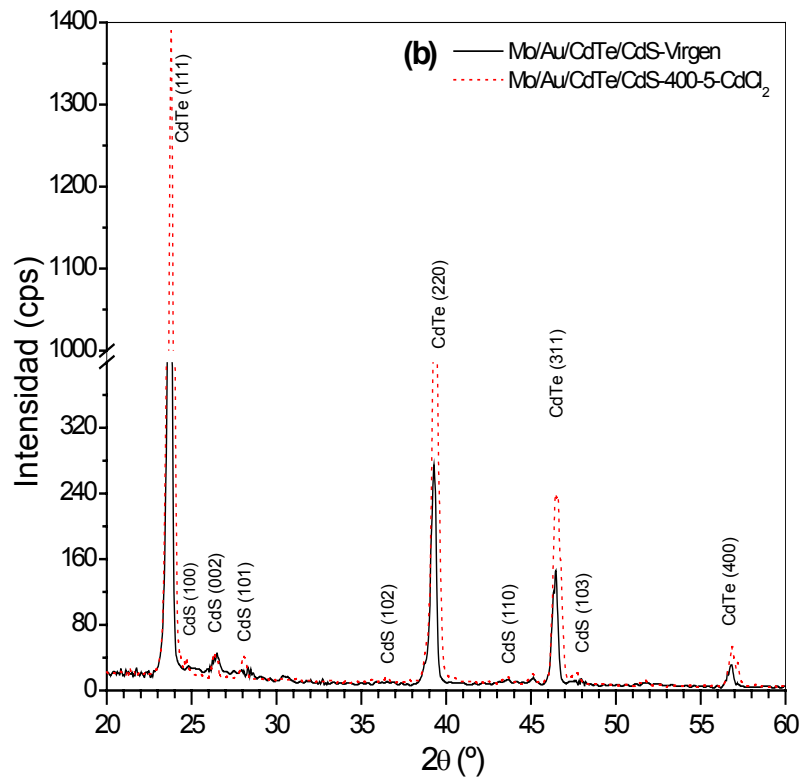 (b)
Mo/Au/CdTe/CdS-Virgen
Mo/Au/CdTe/CdS-400-5-CdCl₂
Intensidad (cps)
1400
1300
1200
1100
1000
320
240
160
80
0
CdTe (111)
CdS (100)
CdS (002)
CdS (101)
CdS (102)
CdTe (220)
CdS (110)
CdTe (311)
CdS (103)
CdTe (400)
20 25 30 35 40 45 50 55 60
2θ (º)